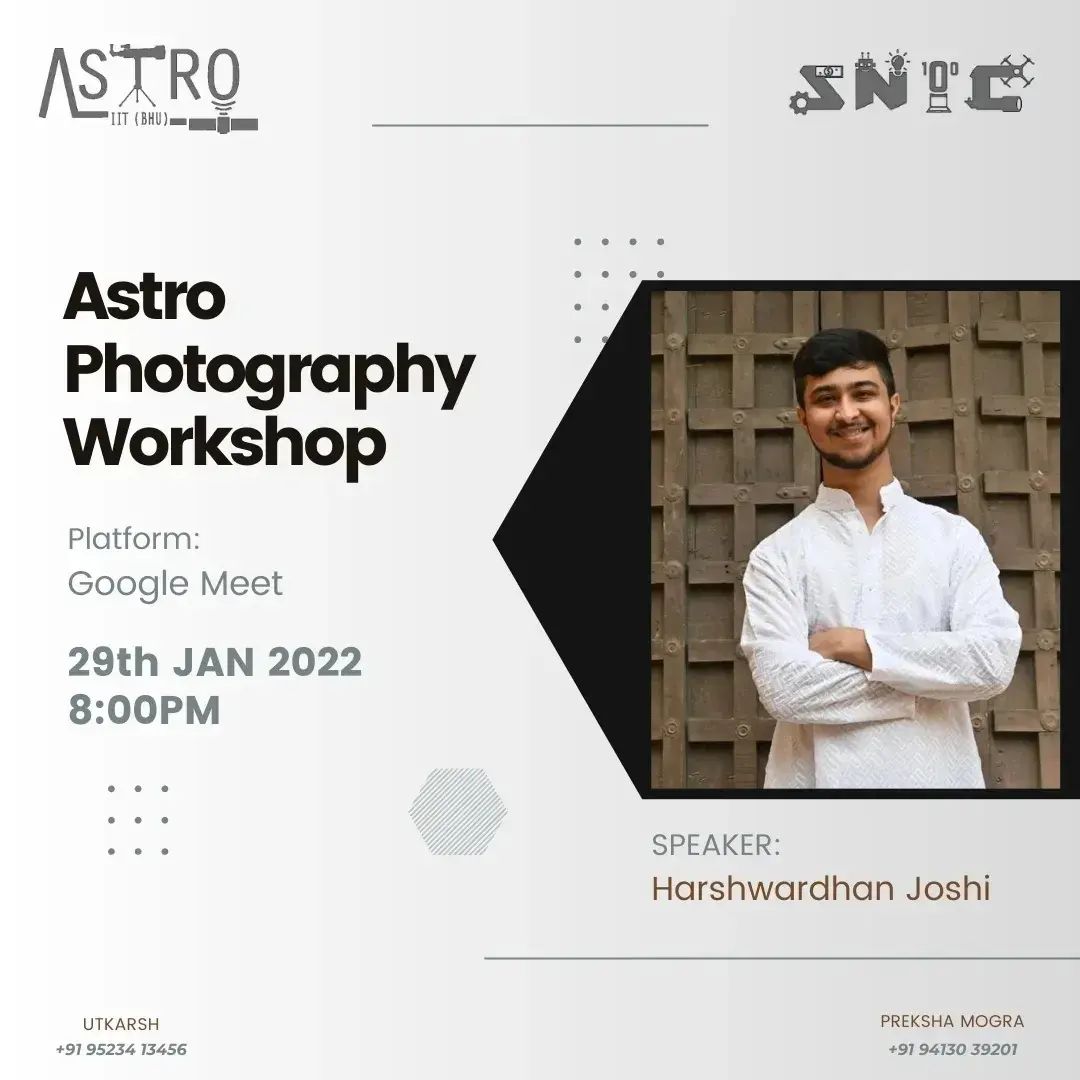 ASTRO
IIT (BHU)
SNTC
Astro
Photography
Workshop
Platform:
Google Meet
29th JAN 2022
8:00PM
SPEAKER:
Harshwardhan Joshi
UTKARSH
+91 95234 13456
PREKSHA MOGRA
+91 94130 39201